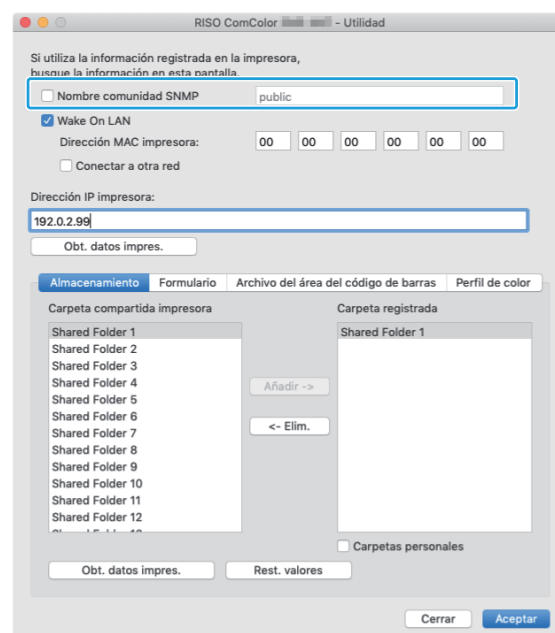 RISO ComColor - Utilidad
Si utiliza la información registrada en la impresora,
busque la información en esta pantalla.
Nombre comunidad SNMP public
Wake On LAN
Dirección MAC impresora: 00 00 00 00 00 00
Conectar a otra red
Dirección IP impresora:
192.0.2.99
Obt. datos impres.
Almacenamiento Formulario Archivo del área del código de barras Perfil de color
Carpeta compartida impresora Carpeta registrada
Shared Folder 1 Shared Folder 1
Shared Folder 2
Shared Folder 3
Shared Folder 4
Añadir ->
Shared Folder 5
Shared Folder 6
<- Elim.
Shared Folder 7
Shared Folder 8
Shared Folder 9
Shared Folder 10
Shared Folder 11
Shared Folder 12
Carpetas personales
Obt. datos impres. Rest. valores
Cerrar Aceptar